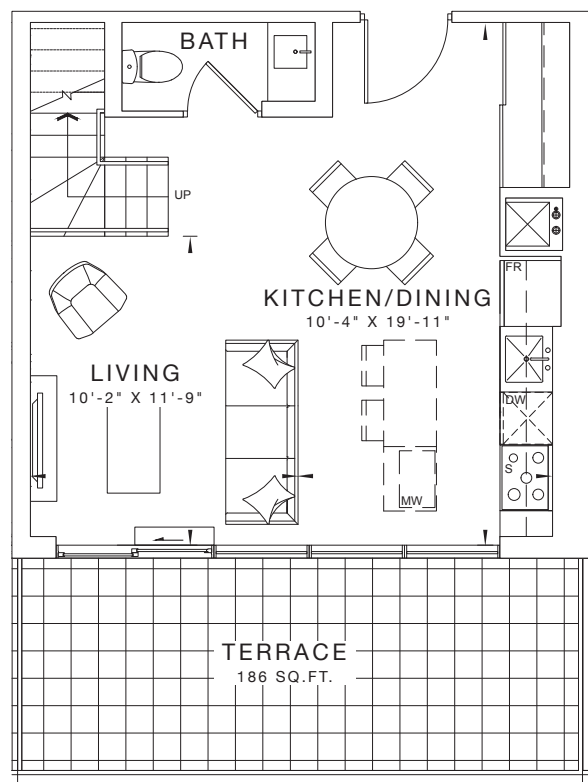 BATH
UP
KITCHEN/DINING
10'-4" X 19'-11"
FR
LIVING
10'-2" X 11'-9"
DW
S
MW
TERRACE
186 SQ.FT.